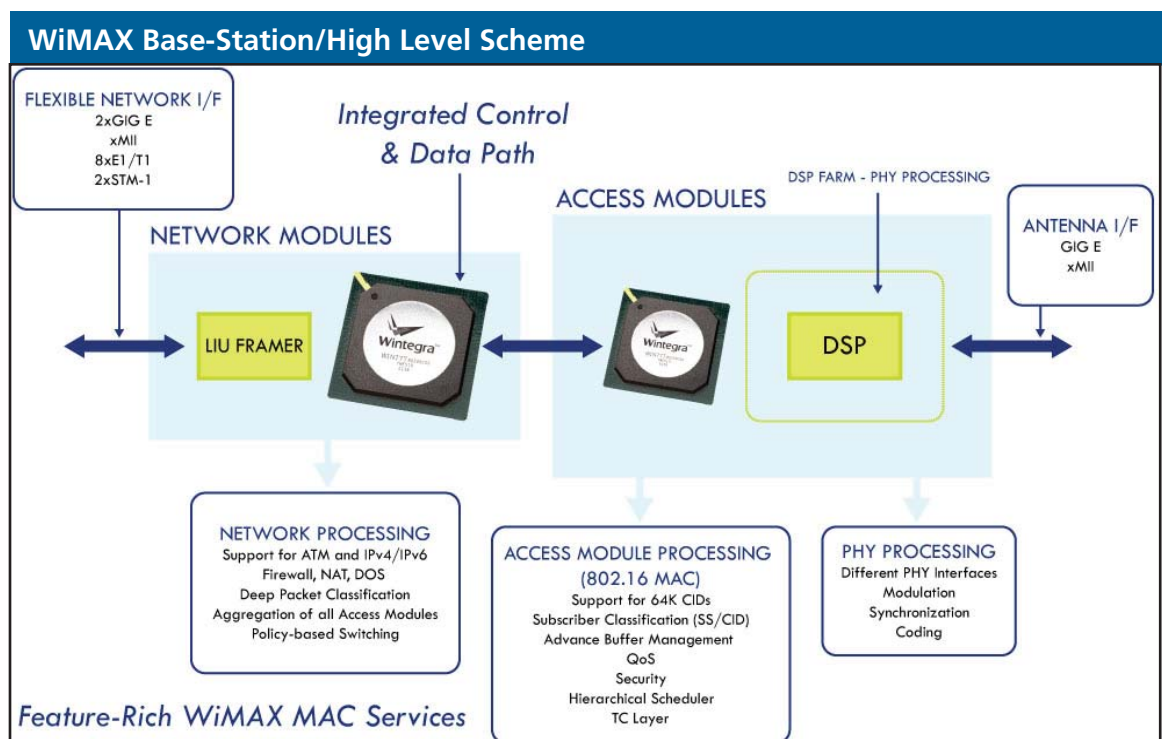 WiMAX Base-Station/High Level Scheme
FLEXIBLE NETWORK I/F
2xGIG E
xMII
8xE1/T1
2xSTM-1
Integrated Control
& Data Path
DSP FARM - PHY PROCESSING
ACCESS MODULES
ANTENNA I/F
GIG E
xMII
NETWORK MODULES
LIU FRAMER
Wintegra
Wintegra
DSP
NETWORK PROCESSING
Support for ATM and IPv4/IPv6
Firewall, NAT, DOS
Deep Packet Classification
Aggregation of all Access Modules
Policy-based Switching
ACCESS MODULE PROCESSING
(802.16 MAC)
Support for 64K CIDs
Subscriber Classification (SS/CID)
Advance Buffer Management
QoS
Security
Hierarchical Scheduler
TC Layer
PHY PROCESSING
Different PHY Interfaces
Modulation
Synchronization
Coding
Feature-Rich WiMAX MAC Services